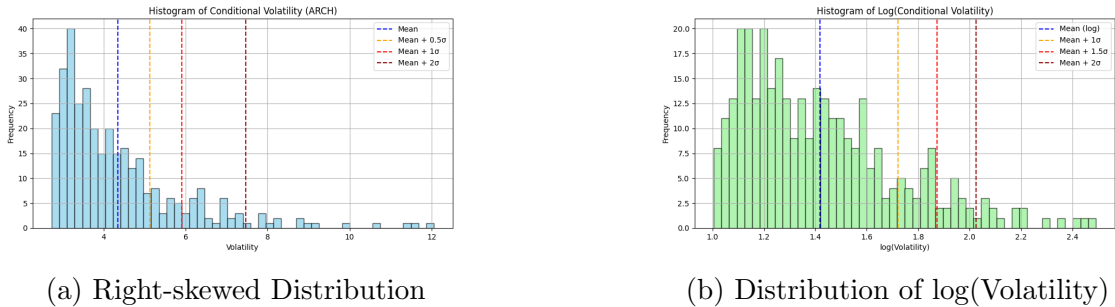 Histogram of Conditional Volatility (ARCH)
Mean
Mean + 0.5σ
Mean + 1σ
Mean + 2σ
Frequency
40
35
30
25
20
15
10
5
0
4
6
8
10
12
Volatility
(a) Right-skewed Distribution
Histogram of Log(Conditional Volatility)
Mean (log)
Mean + 1σ
Mean + 1.5σ
Mean + 2σ
Frequency
20.0
17.5
15.0
12.5
10.0
7.5
5.0
2.5
0.0
1.0
1.2
1.4
1.6
1.8
2.0
2.2
2.4
log(Volatility)
(b) Distribution of log(Volatility)